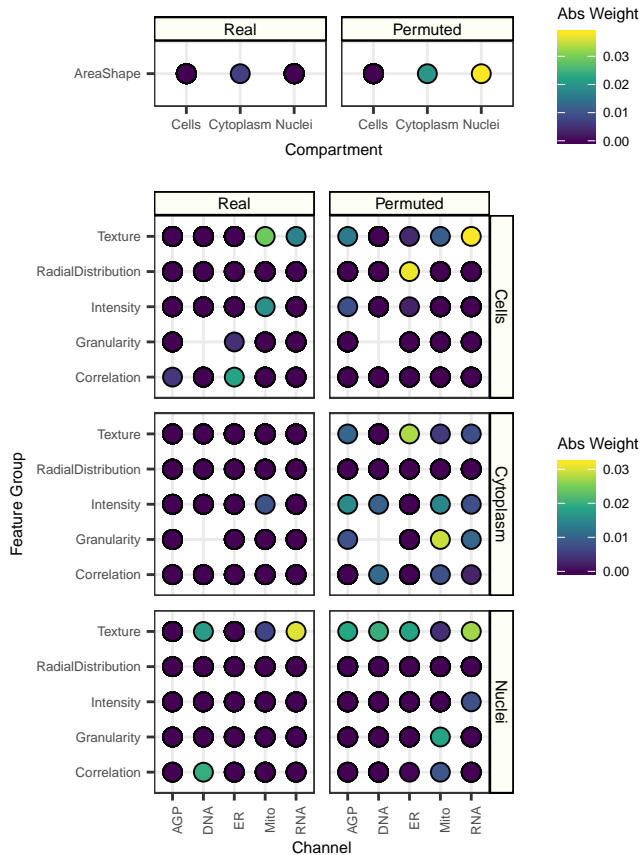 Real
Permuted
AreaShape
Cells
Cytoplasm
Nuclei
Cells
Cytoplasm
Nuclei
Compartment
Abs Weight
0.03
0.02
0.01
0.00
Real
Permuted
Texture
RadialDistribution
Intensity
Granularity
Correlation
Cells
Texture
RadialDistribution
Intensity
Granularity
Correlation
Cytoplasm
Texture
RadialDistribution
Intensity
Granularity
Correlation
Nuclei
Feature Group
AGP
DNA
ER
Mito
RNA
AGP
DNA
ER
Mito
RNA
Channel
Abs Weight
0.03
0.02
0.01
0.00